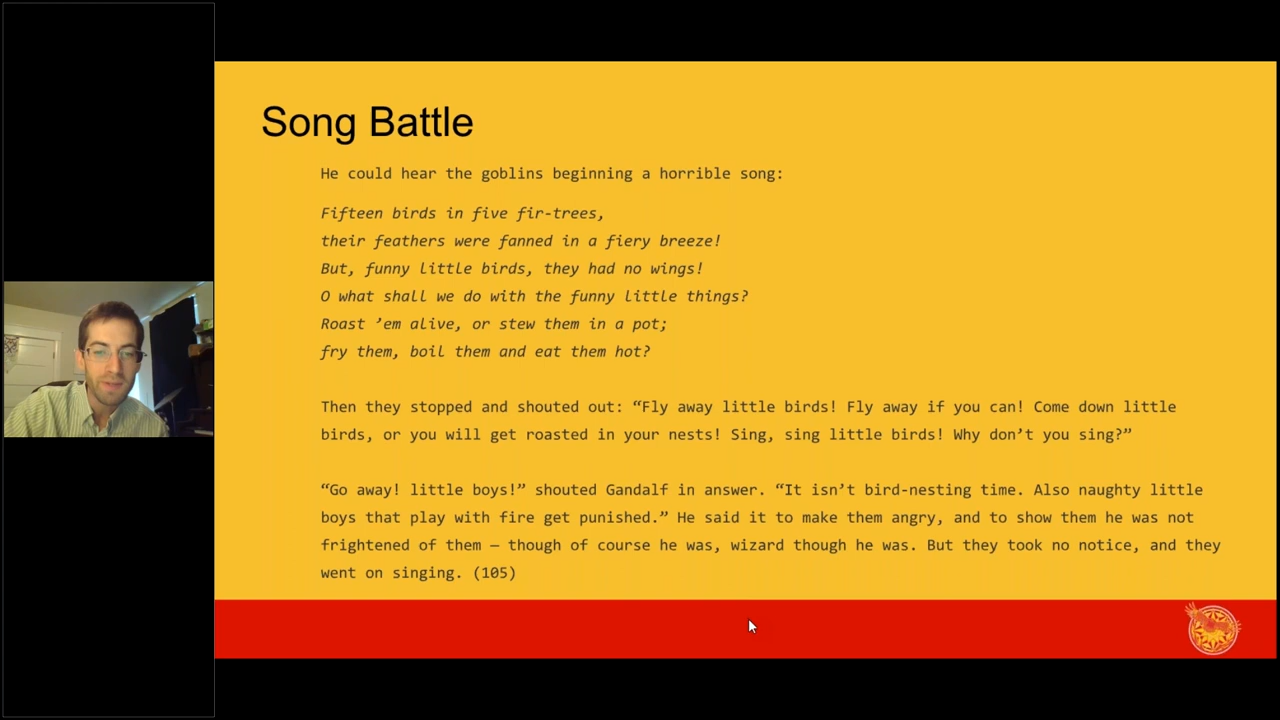 Song Battle
He could hear the goblins beginning a horrible song:
Fifteen birds in five fir-trees,
their feathers were fanned in a fiery breeze!
But, funny little birds, they had no wings!
O what shall we do with the funny little things?
Roast ’em alive, or stew them in a pot;
fry them, boil them and eat them hot?
Then they stopped and shouted out: “Fly away little birds! Fly away if you can! Come down little
birds, or you will get roasted in your nests! Sing, sing little birds! Why don’t you sing?”
“Go away! little boys!” shouted Gandalf in answer. “It isn’t bird-nesting time. Also naughty little
boys that play with fire get punished.” He said it to make them angry, and to show them he was not
frightened of them — though of course he was, wizard though he was. But they took no notice, and they
went on singing. (105)